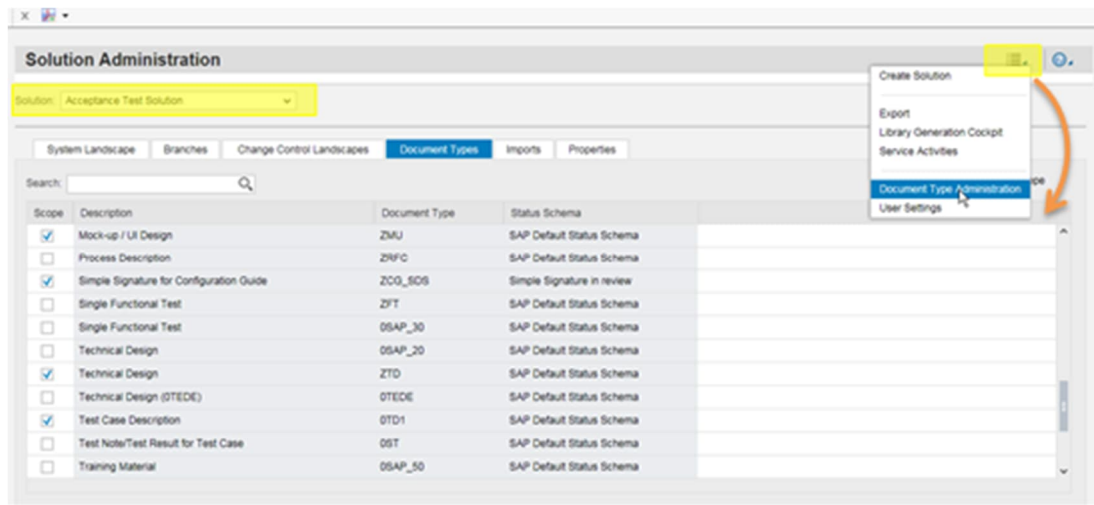 Solution Administration
Create Solution
Solution: Acceptance Test Solution
Export
Library Generation Cockpit
Service Activities
System Landscape Branches Change Control Landscapes Document Types Imports Properties
Search:
Document Type Administration
User Settings
Scope Description Document Type Status Schema
Mock-up / UI Design ZMU SAP Default Status Schema
Process Description ZRFC SAP Default Status Schema
Simple Signature for Configuration Guide ZCG_SDS Simple Signature in review
Single Functional Test ZFT SAP Default Status Schema
Single Functional Test 0SAP_30 SAP Default Status Schema
Technical Design 0SAP_20 SAP Default Status Schema
Technical Design ZTD SAP Default Status Schema
Technical Design (0TEDE) 0TEDE SAP Default Status Schema
Test Case Description 0TD1 SAP Default Status Schema
Test Note/Test Result for Test Case 0ST SAP Default Status Schema
Training Material 0SAP_50 SAP Default Status Schema